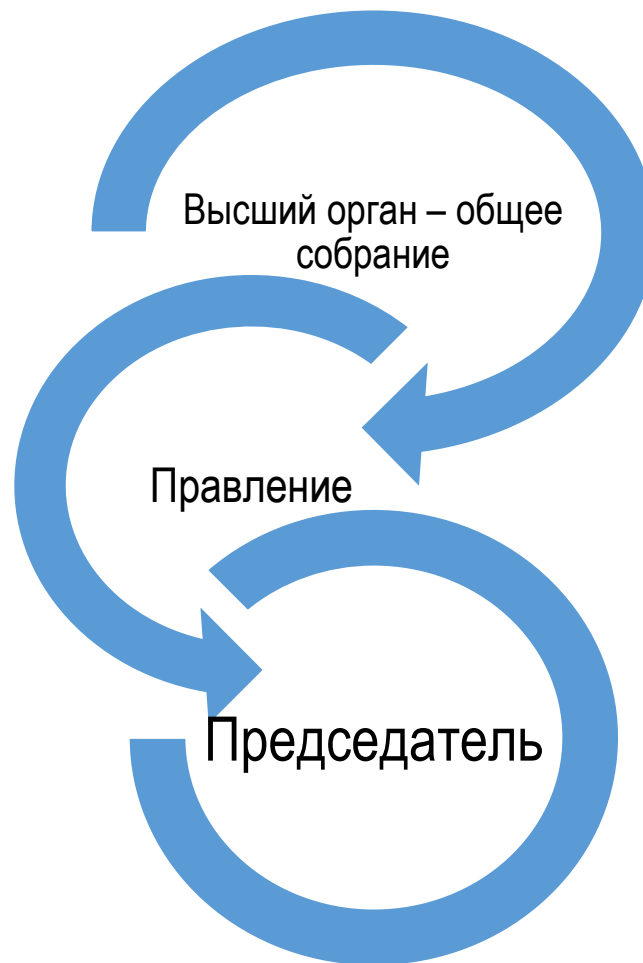 Высший орган – общее
собрание
Правление
Председатель